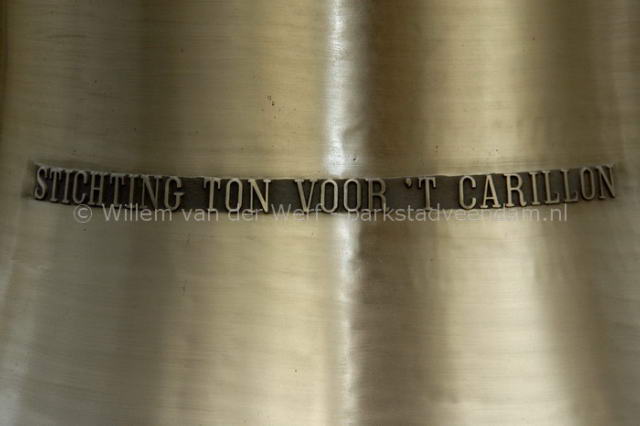 STICHTING TON VOOR 'T CARILLON
© Willem van der Werf - parkstadveendam.nl